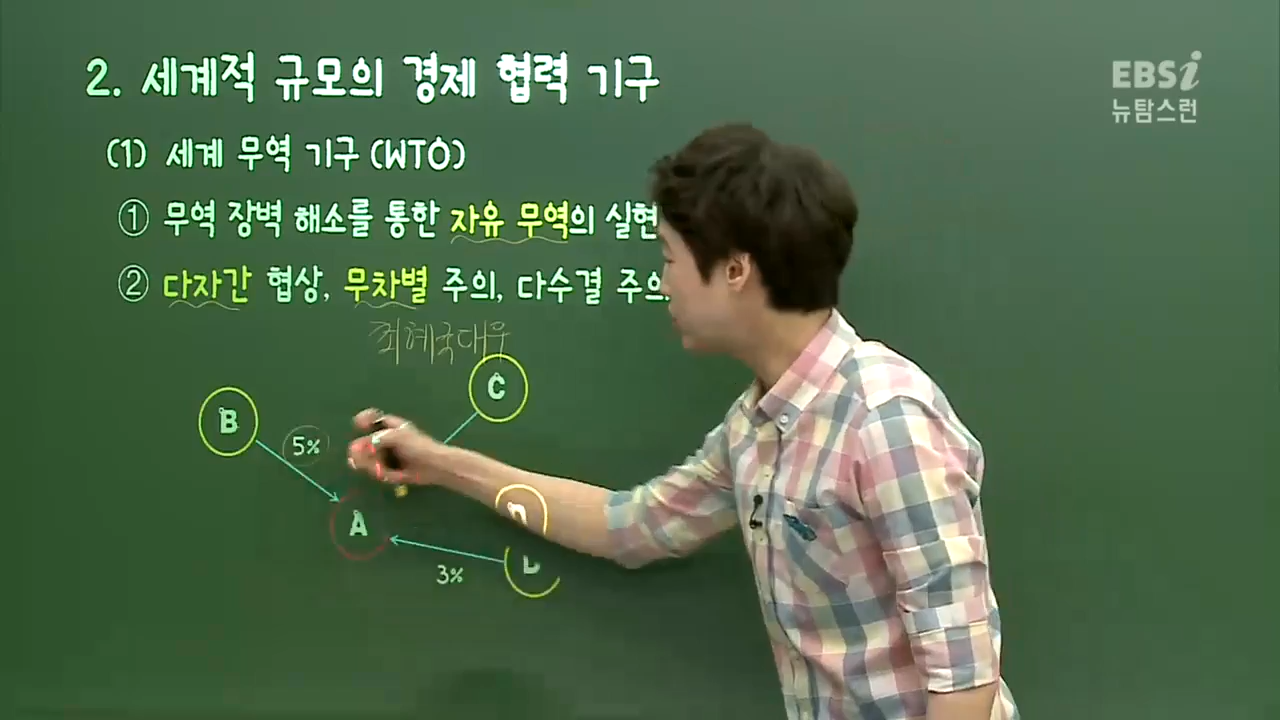 2. 세계적 규모의 경제 협력 기구
EBSi
뉴탐스런
(1) 세계 무역 기구 (WTO)
① 무역 장벽 해소를 통한 자유 무역의 실현
② 다자간 협상, 무차별 주의, 다수결 주의
최혜국대우
C
B
5%
A
3%